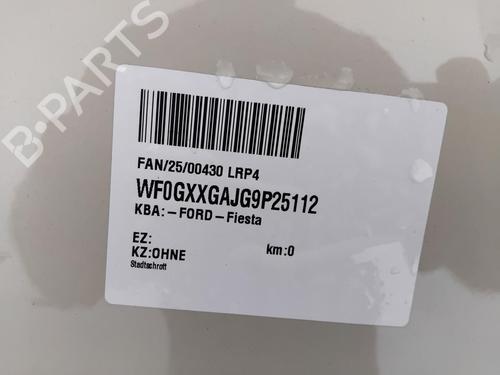 B-PARTS
FAN/25/00430 LRP4
WF0GXXGAJG9P25112
KBA:-FORD-Fiesta
EZ:
KZ:OHNE km:0
Stadtschrott